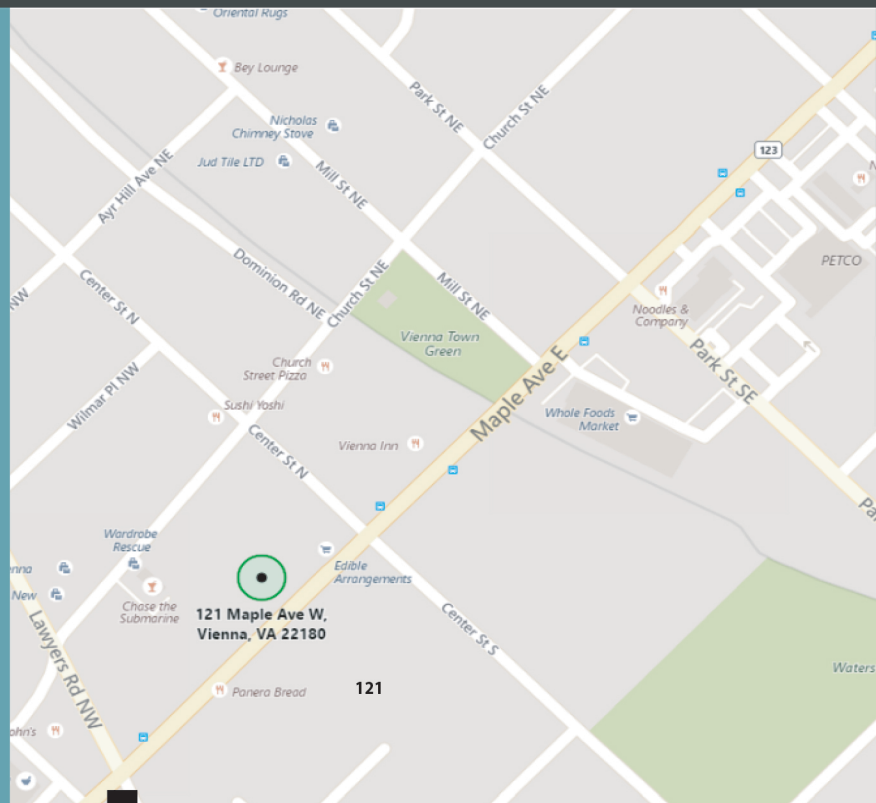 Oriental Rugs
Bey Lounge
Park St NE
Church St NE
Nicholas
Chimney Stove
123
Jud Tile LTD
Mill St NE
Ayr Hill Ave NE
Dominion Rd NE
PETCO
Church St NE
Mill St NE
Center St N
NW
Noodles &
Company
Vienna Town
Green
Park St SE
Church
Street Pizza
Maple Ave E
Wilmar Pl NW
Sushi Yoshi
Whole Foods
Market
Center St N
Vienna Inn
Wardrobe
Rescue
Edible
Arrangements
New
Chase the
Submarine
121 Maple Ave W,
Vienna, VA 22180
Center St S
Lawyers Rd NW
Waters
Panera Bread
121
ohn's